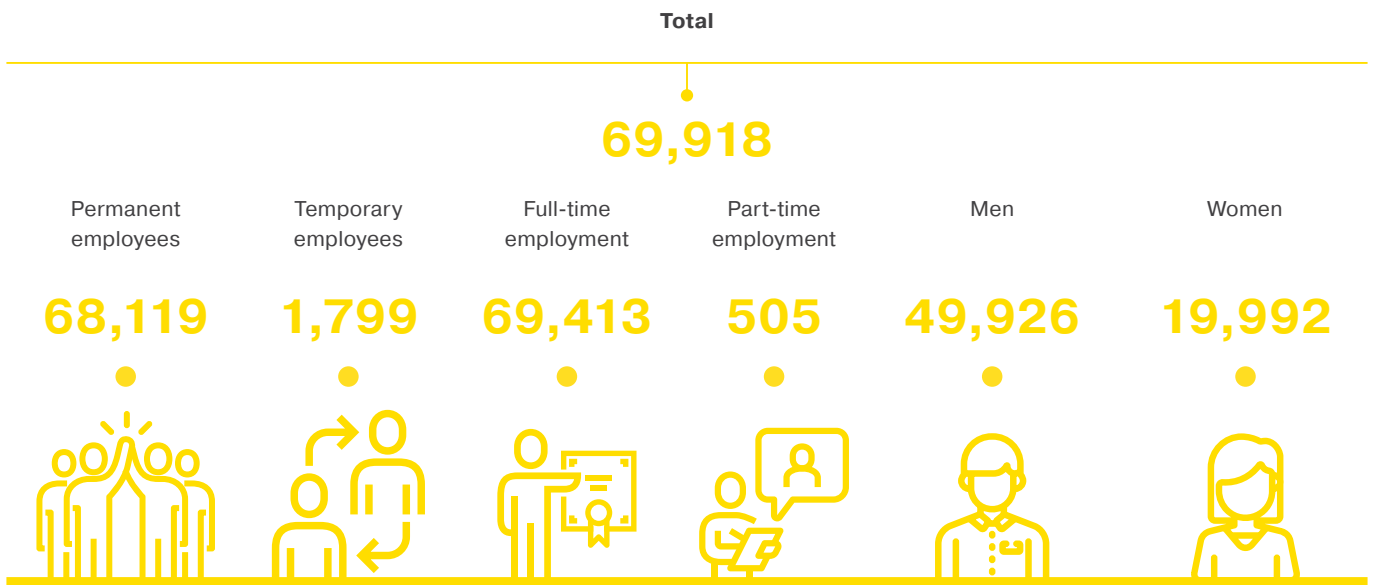 Total
69,918
Permanent
employees
68,119
Temporary
employees
1,799
Full-time
employment
69,413
Part-time
employment
505
Men
49,926
Women
19,992